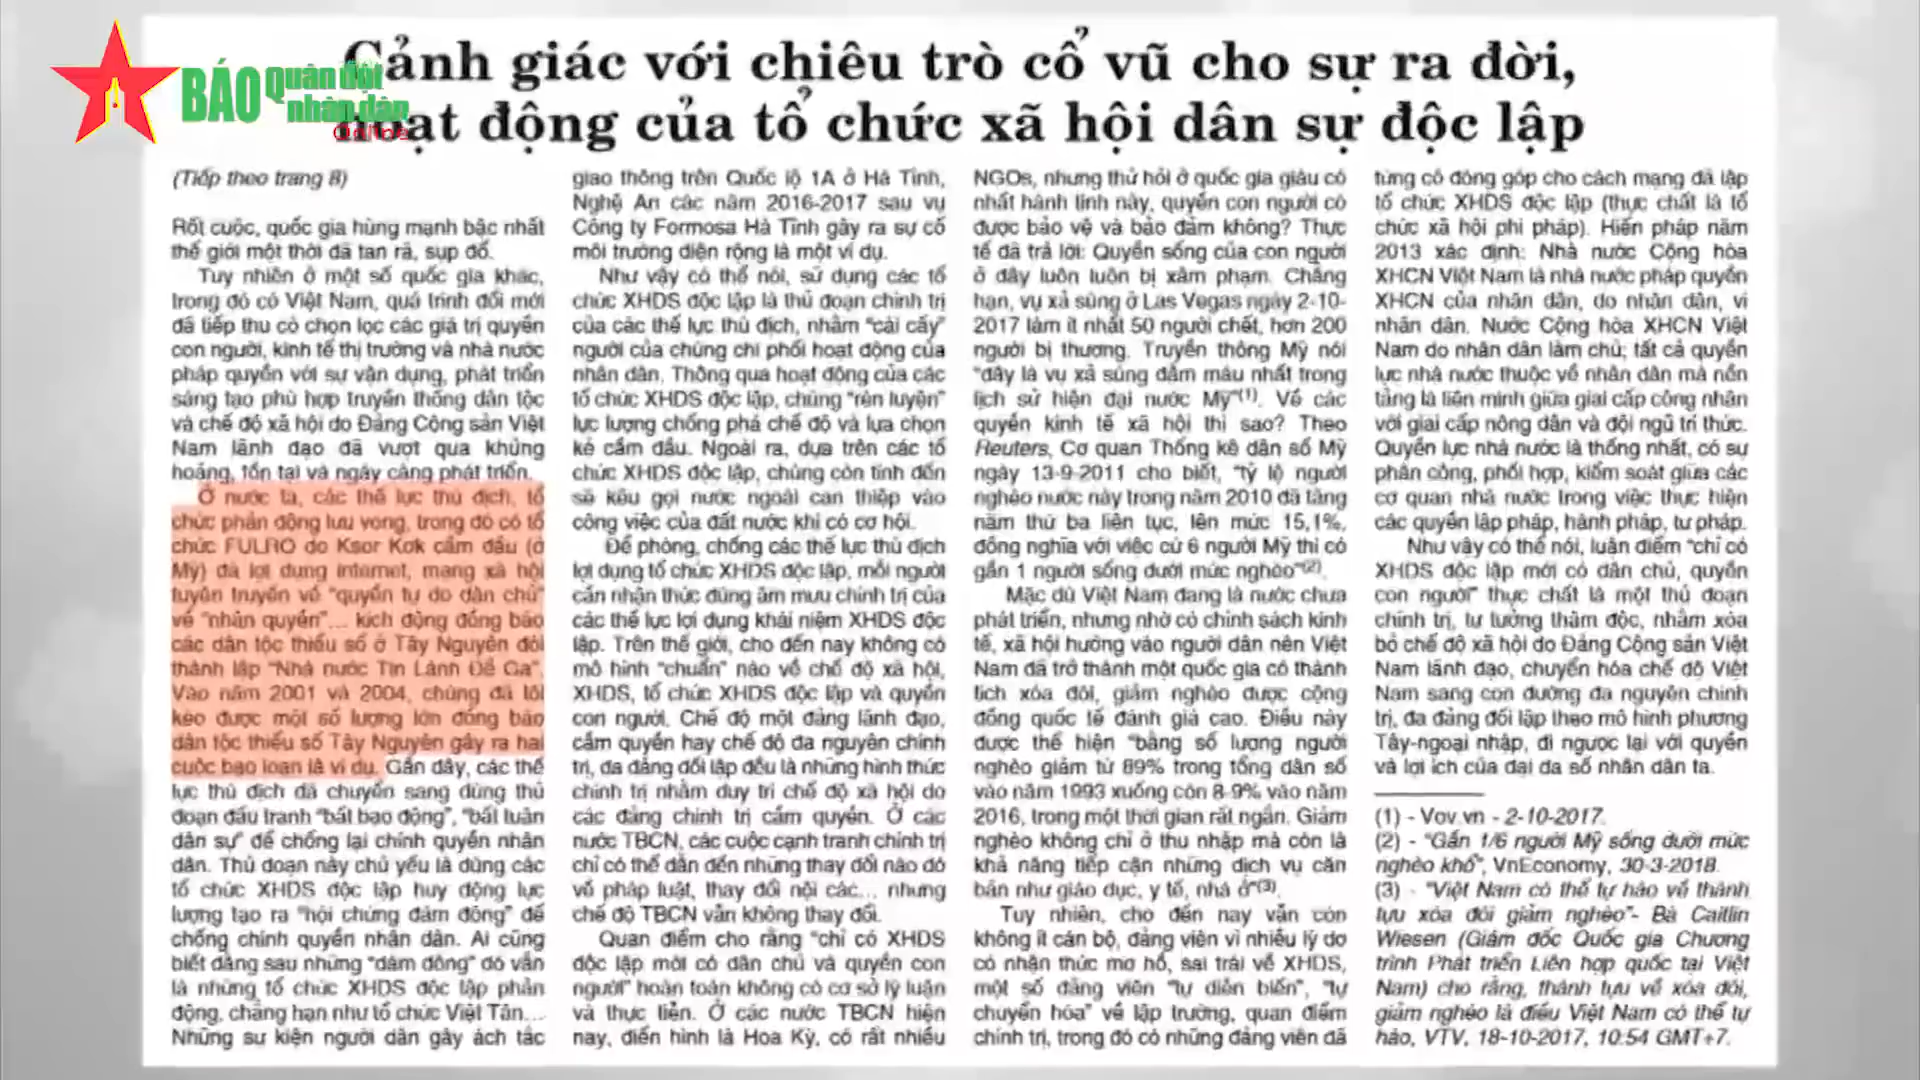 BÁO Quân đội
nhân dân
Online
Cảnh giác với chiêu trò cổ vũ cho sự ra đời,
hoạt động của tổ chức xã hội dân sự độc lập
(Tiếp theo trang 8)
Rốt cuộc, quốc gia hùng mạnh bậc nhất
thế giới một thời đã tan rã, sụp đổ.
Tuy nhiên ở một số quốc gia khác,
trong đó có Việt Nam, quá trình đổi mới
đã tiếp thu có chọn lọc các giá trị quyền
con người, kinh tế thị trường và nhà nước
pháp quyền với sự vận dụng, phát triển
sáng tạo phù hợp truyền thống dân tộc
và chế độ xã hội do Đảng Cộng sản Việt
Nam lãnh đạo đã vượt qua khủng
hoảng, tồn tại và ngày càng phát triển.
Ở nước ta, các thế lực thù địch, tổ
chức phản động lưu vong, trong đó có tổ
chức FULRO do Ksor Kok cầm đầu (ở
Mỹ) đã lợi dụng internet, mạng xã hội
tuyên truyền về "quyền tự do dân chủ"
về "nhân quyền"... kích động đồng bào
các dân tộc thiểu số ở Tây Nguyên đòi
thành lập "Nhà nước Tin Lành Đề Ga".
Vào năm 2001 và 2004, chúng đã lôi
kéo được một số lượng lớn đồng bào
dân tộc thiểu số Tây Nguyên gây ra hai
cuộc bạo loạn là ví dụ. Gần đây, các thế
lực thù địch đã chuyển sang dùng thủ
đoạn đấu tranh "bất bạo động", "bất tuân
dân sự" để chống lại chính quyền nhân
dân. Thủ đoạn này chủ yếu là dùng các
tổ chức XHDS độc lập huy động lực
lượng tạo ra "hội chứng đám đông" để
chống chính quyền nhân dân. Ai cũng
biết đằng sau những "đám đông" đó vẫn
là những tổ chức XHDS độc lập phản
động, chẳng hạn như tổ chức Việt Tân...
Những sự kiện người dân gây ách tắc
giao thông trên Quốc lộ 1A ở Hà Tĩnh,
Nghệ An các năm 2016-2017 sau vụ
Công ty Formosa Hà Tĩnh gây ra sự cố
môi trường diện rộng là một ví dụ.
Như vậy có thể nói, sử dụng các tổ
chức XHDS độc lập là thủ đoạn chính trị
của các thế lực thù địch, nhằm "cài cấy"
người của chúng chi phối hoạt động của
nhân dân. Thông qua hoạt động của các
tổ chức XHDS độc lập, chúng "rèn luyện"
lực lượng chống phá chế độ và lựa chọn
kẻ cầm đầu. Ngoài ra, dựa trên các tổ
chức XHDS độc lập, chúng còn tính đến
sẽ kêu gọi nước ngoài can thiệp vào
công việc của đất nước khi có cơ hội.
Để phòng, chống các thế lực thù địch
lợi dụng tổ chức XHDS độc lập, mỗi người
cần nhận thức đúng âm mưu chính trị của
các thế lực lợi dụng khái niệm XHDS độc
lập. Trên thế giới, cho đến nay không có
mô hình "chuẩn" nào về chế độ xã hội,
XHDS, tổ chức XHDS độc lập và quyền
con người. Chế độ một đảng lãnh đạo,
cầm quyền hay chế độ đa nguyên chính
trị, đa đảng đối lập đều là những hình thức
chính trị nhằm duy trì chế độ xã hội do
các đảng chính trị cầm quyền. Ở các
nước TBCN, các cuộc cạnh tranh chính trị
chỉ có thể dẫn đến những thay đổi nào đó
về pháp luật, thay đổi nội các... nhưng
chế độ TBCN vẫn không thay đổi.
Quan điểm cho rằng "chỉ có XHDS
độc lập mới có dân chủ và quyền con
người" hoàn toàn không có cơ sở lý luận
và thực tiễn. Ở các nước TBCN hiện
nay, điển hình là Hoa Kỳ, có rất nhiều
NGOs, nhưng thử hỏi ở quốc gia giàu có
nhất hành tinh này, quyền con người có
được bảo vệ và bảo đảm không? Thực
tế đã trả lời: Quyền sống của con người
ở đây luôn luôn bị xâm phạm. Chẳng
hạn, vụ xả súng ở Las Vegas ngày 2-10-
2017 làm ít nhất 50 người chết, hơn 200
người bị thương. Truyền thông Mỹ nói
"đây là vụ xả súng đẫm máu nhất trong
lịch sử hiện đại nước Mỹ"(1). Về các
quyền kinh tế xã hội thì sao? Theo
Reuters, Cơ quan Thống kê dân số Mỹ
ngày 13-9-2011 cho biết, "tỷ lệ người
nghèo nước này trong năm 2010 đã tăng
năm thứ ba liên tục, lên mức 15,1%,
đồng nghĩa với việc cứ 6 người Mỹ thì có
gần 1 người sống dưới mức nghèo"(2).
Mặc dù Việt Nam đang là nước chưa
phát triển, nhưng nhờ có chính sách kinh
tế, xã hội hướng vào người dân nên Việt
Nam đã trở thành một quốc gia có thành
tích xóa đói, giảm nghèo được cộng
đồng quốc tế đánh giá cao. Điều này
được thể hiện "bằng số lượng người
nghèo giảm từ 89% trong tổng dân số
vào năm 1993 xuống còn 8-9% vào năm
2016, trong một thời gian rất ngắn. Giảm
nghèo không chỉ ở thu nhập mà còn là
khả năng tiếp cận những dịch vụ căn
bản như giáo dục, y tế, nhà ở"(3).
Tuy nhiên, cho đến nay vẫn còn
không ít cán bộ, đảng viên vì nhiều lý do
có nhận thức mơ hồ, sai trái về XHDS,
một số đảng viên "tự diễn biến", "tự
chuyển hóa" về lập trường, quan điểm
chính trị, trong đó có những đảng viên đã
từng có đóng góp cho cách mạng đã lập
tổ chức XHDS độc lập (thực chất là tổ
chức xã hội phi pháp). Hiến pháp năm
2013 xác định: Nhà nước Cộng hòa
XHCN Việt Nam là nhà nước pháp quyền
XHCN của nhân dân, do nhân dân, vì
nhân dân. Nước Cộng hòa XHCN Việt
Nam do nhân dân làm chủ; tất cả quyền
lực nhà nước thuộc về nhân dân mà nền
tảng là liên minh giữa giai cấp công nhân
với giai cấp nông dân và đội ngũ trí thức.
Quyền lực nhà nước là thống nhất, có sự
phân công, phối hợp, kiểm soát giữa các
cơ quan nhà nước trong việc thực hiện
các quyền lập pháp, hành pháp, tư pháp.
Như vậy có thể nói, luận điểm "chỉ có
XHDS độc lập mới có dân chủ, quyền
con người" thực chất là một thủ đoạn
chính trị, tư tưởng thâm độc, nhằm xóa
bỏ chế độ xã hội do Đảng Cộng sản Việt
Nam lãnh đạo, chuyển hóa chế độ Việt
Nam sang con đường đa nguyên chính
trị, đa đảng đối lập theo mô hình phương
Tây-ngoại nhập, đi ngược lại với quyền
và lợi ích của đại đa số nhân dân ta.
(1) - Vov.vn - 2-10-2017.
(2) - "Gần 1/6 người Mỹ sống dưới mức
nghèo khổ", VnEconomy, 30-3-2018.
(3) - "Việt Nam có thể tự hào về thành
tựu xóa đói giảm nghèo"- Bà Caitlin
Wiesen (Giám đốc Quốc gia Chương
trình Phát triển Liên hợp quốc tại Việt
Nam) cho rằng, thành tựu về xóa đói,
giảm nghèo là điều Việt Nam có thể tự
hào, VTV, 18-10-2017, 10:54 GMT+7.